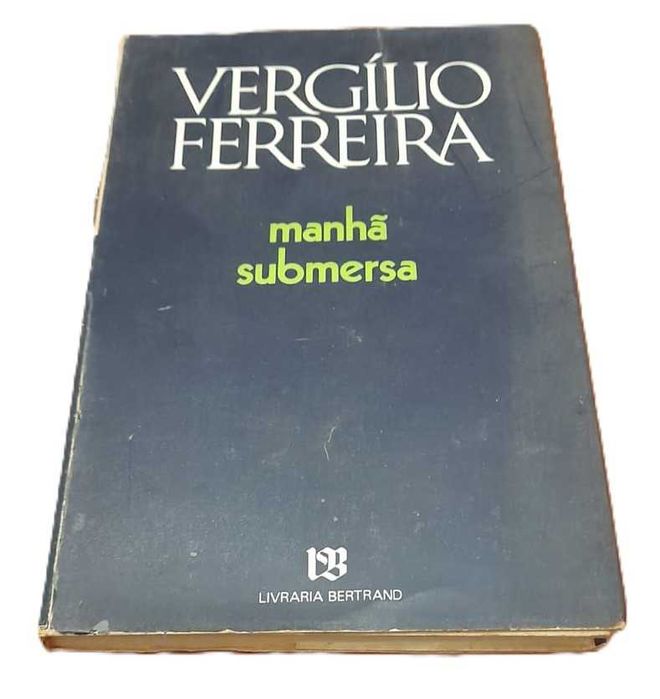 VERGÍLIO
FERREIRA
manhã
submersa
LB
LIVRARIA BERTRAND